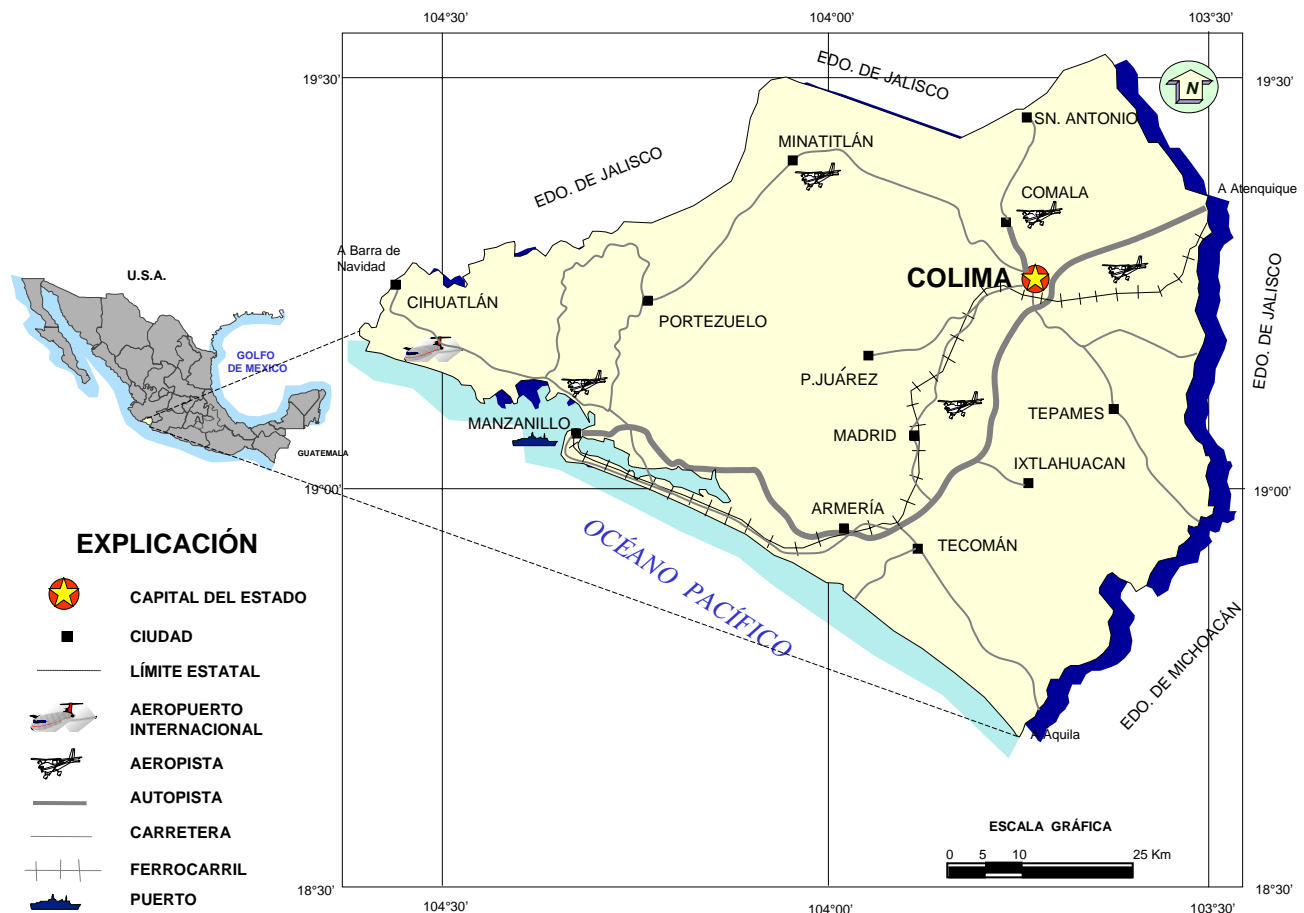 104°30’
104°00’
103°30’
19°30’
19°30’
EDO. DE JALISCO
N
SN. ANTONIO
MINATITLÁN
EDO. DE JALISCO
COMALA
A Atenquique
A Barra de
Navidad
U.S.A.
COLIMA
CIHUATLÁN
PORTEZUELO
EDO. DE JALISCO
GOLFO
DE MEXICO
P.JUÁREZ
TEPAMES
MANZANILLO
MADRID
GUATEMALA
IXTLAHUACAN
19°00’
19°00’
ARMERÍA
TECOMÁN
OCÉANO PACÍFICO
EDO. DE MICHOACÁN
A Aquila
EXPLICACIÓN
CAPITAL DEL ESTADO
CIUDAD
LÍMITE ESTATAL
AEROPUERTO
INTERNACIONAL
AEROPISTA
AUTOPISTA
CARRETERA
FERROCARRIL
PUERTO
ESCALA GRÁFICA
0 5 10 25 Km
18°30’
18°30’
104°30’
104°00’
103°30’